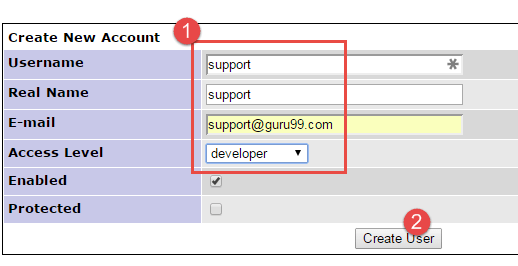 1
Create New Account
Username support
Real Name support
E-mail support@guru99.com
Access Level developer
Enabled
Protected
2
Create User